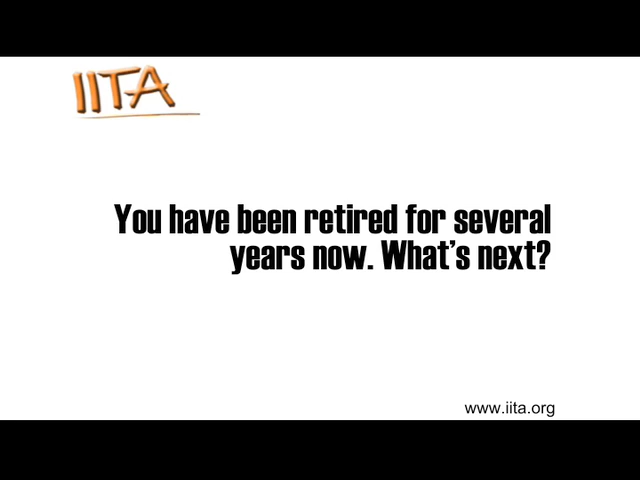 IITA
You have been retired for several
years now. What's next?
www.iita.org